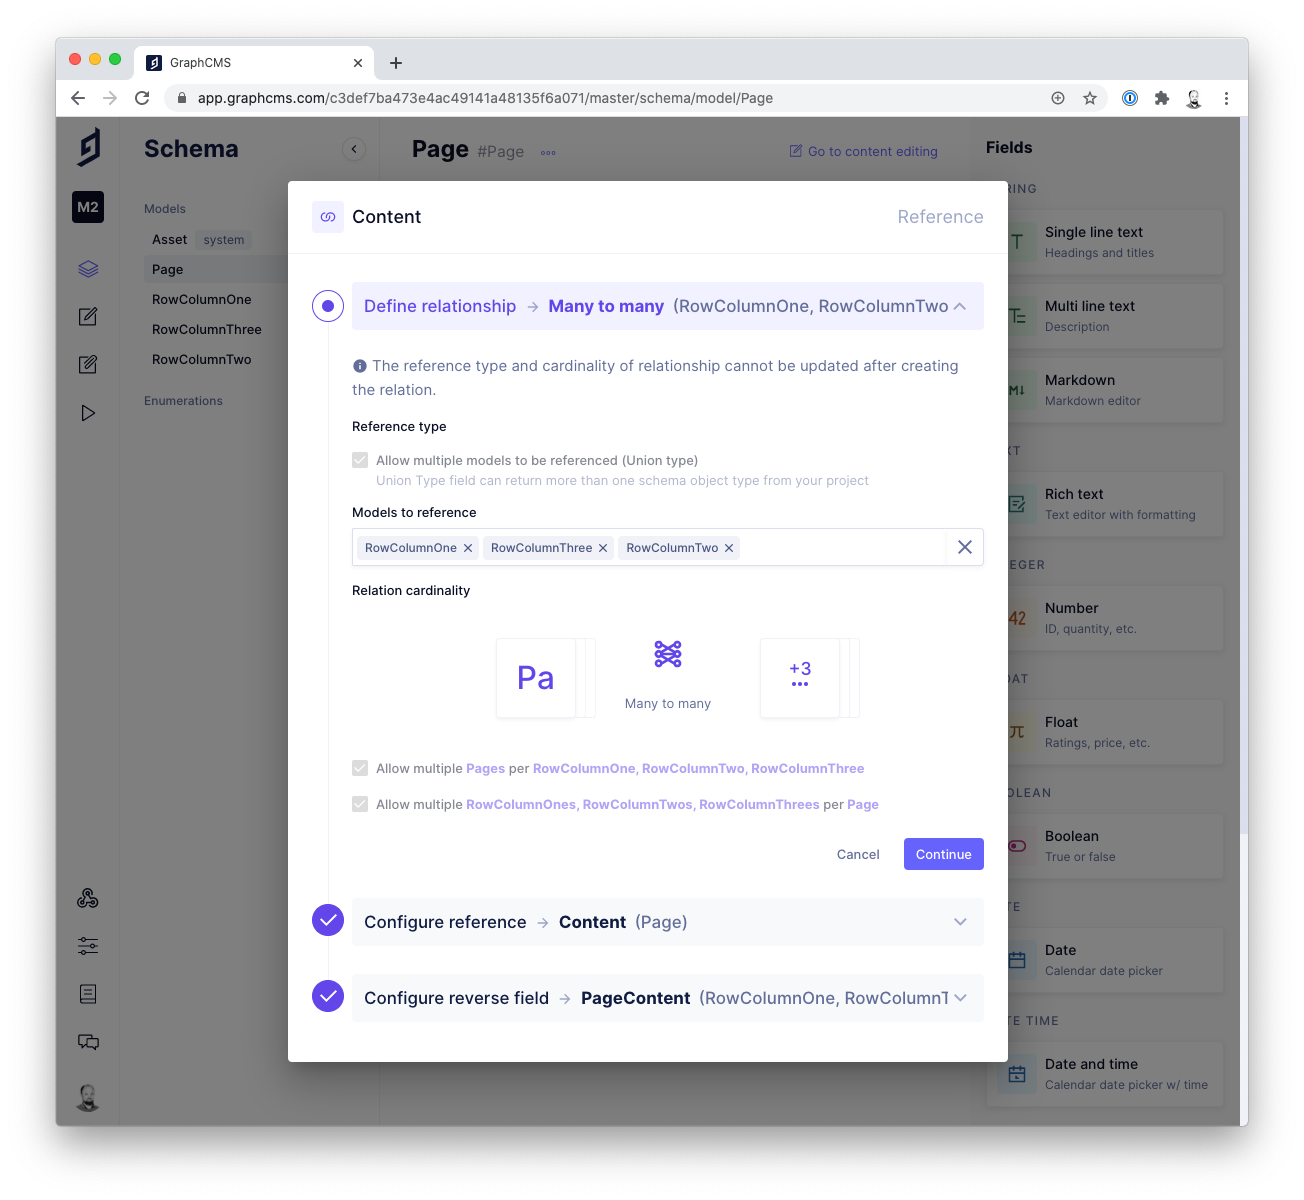 GraphCMS
app.graphcms.com/c3def7ba473e4ac49141a48135f6a071/master/schema/model/Page
Schema
Page #Page
Go to content editing
Fields
M2
Models
Asset system
Page
RowColumnOne
RowColumnThree
RowColumnTwo
Enumerations
Content
Reference
Define relationship → Many to many (RowColumnOne, RowColumnTwo
The reference type and cardinality of relationship cannot be updated after creating
the relation.
Reference type
Allow multiple models to be referenced (Union type)
Union Type field can return more than one schema object type from your project
Models to reference
RowColumnOne
RowColumnThree
RowColumnTwo
Relation cardinality
Pa
Many to many
+3
Allow multiple Pages per RowColumnOne, RowColumnTwo, RowColumnThree
Allow multiple RowColumnOnes, RowColumnTwos, RowColumnThrees per Page
Cancel
Continue
Configure reference → Content (Page)
Configure reverse field → PageContent (RowColumnOne, RowColumnT
RING
T
Single line text
Headings and titles
Multi line text
Description
M↓
Markdown
Markdown editor
XT
Rich text
Text editor with formatting
EGER
42
Number
ID, quantity, etc.
OAT
π
Float
Ratings, price, etc.
OLEAN
Boolean
True or false
TE
Date
Calendar date picker
TE TIME
Date and time
Calendar date picker w/ time